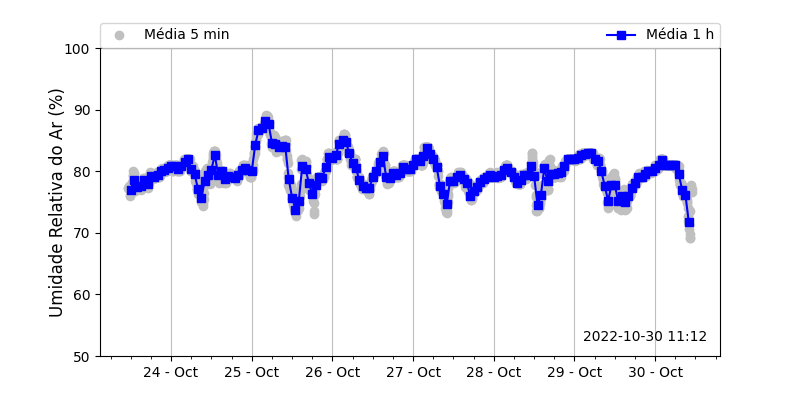 Média 5 min
Média 1 h
Umidade Relativa do Ar (%)
100
90
80
70
60
50
2022-10-30 11:12
24 - Oct
25 - Oct
26 - Oct
27 - Oct
28 - Oct
29 - Oct
30 - Oct